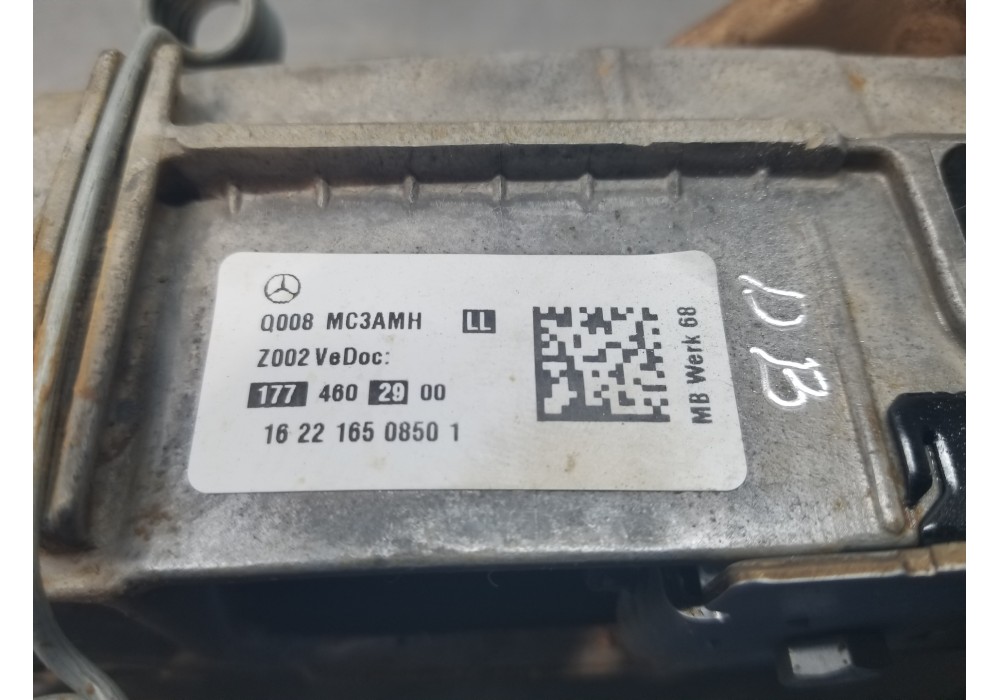 Q008 MC3AMH LL
Z002 VeDoc:
177 460 29 00
16 22 165 0850 1
MB Werk 68